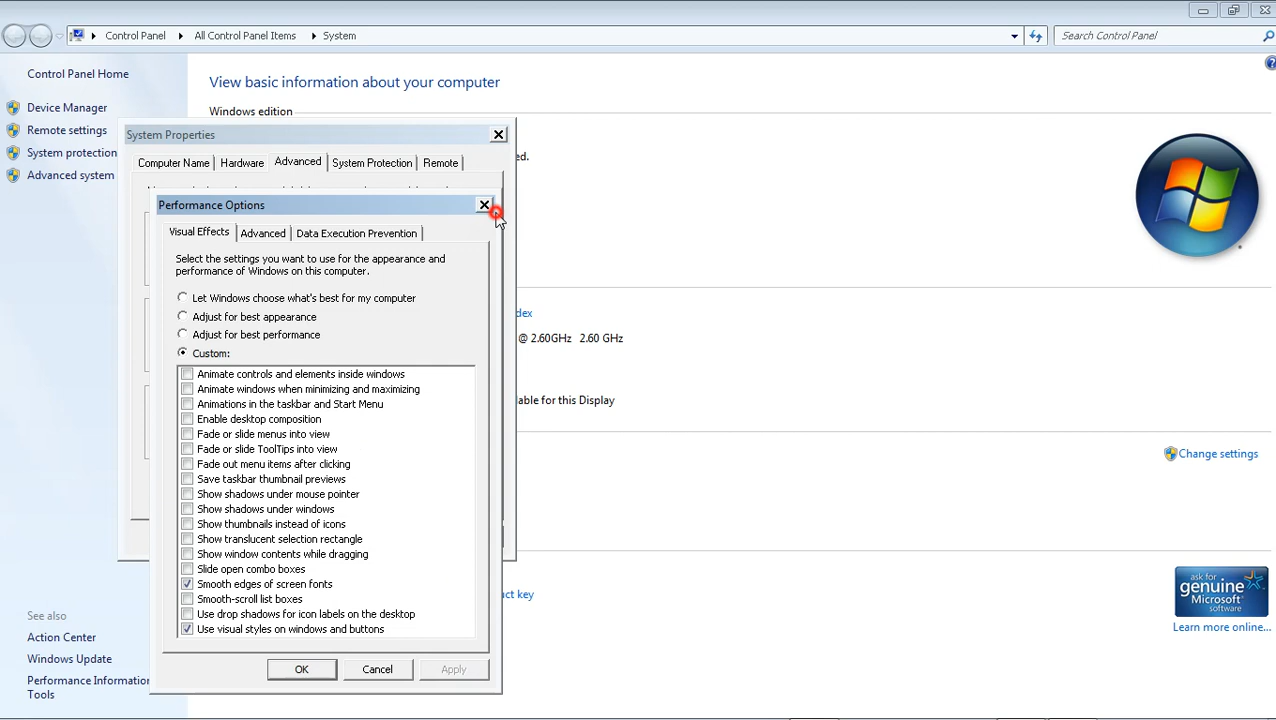 Control Panel
All Control Panel Items
System
Search Control Panel
Control Panel Home
Device Manager
Remote settings
System protection
Advanced system
View basic information about your computer
Windows edition
System Properties
Computer Name
Hardware
Advanced
System Protection
Remote
Performance Options
Visual Effects
Advanced
Data Execution Prevention
Select the settings you want to use for the appearance and
performance of Windows on this computer.
Let Windows choose what's best for my computer
Adjust for best appearance
Adjust for best performance
Custom:
Animate controls and elements inside windows
Animate windows when minimizing and maximizing
Animations in the taskbar and Start Menu
Enable desktop composition
Fade or slide menus into view
Fade or slide ToolTips into view
Fade out menu items after clicking
Save taskbar thumbnail previews
Show shadows under mouse pointer
Show shadows under windows
Show thumbnails instead of icons
Show translucent selection rectangle
Show window contents while dragging
Slide open combo boxes
Smooth edges of screen fonts
Smooth-scroll list boxes
Use drop shadows for icon labels on the desktop
Use visual styles on windows and buttons
OK
Cancel
Apply
ed.
dex
@ 2.60GHz 2.60 GHz
lable for this Display
Change settings
uct key
ask for
genuine
Microsoft
software
Learn more online...
See also
Action Center
Windows Update
Performance Information
Tools